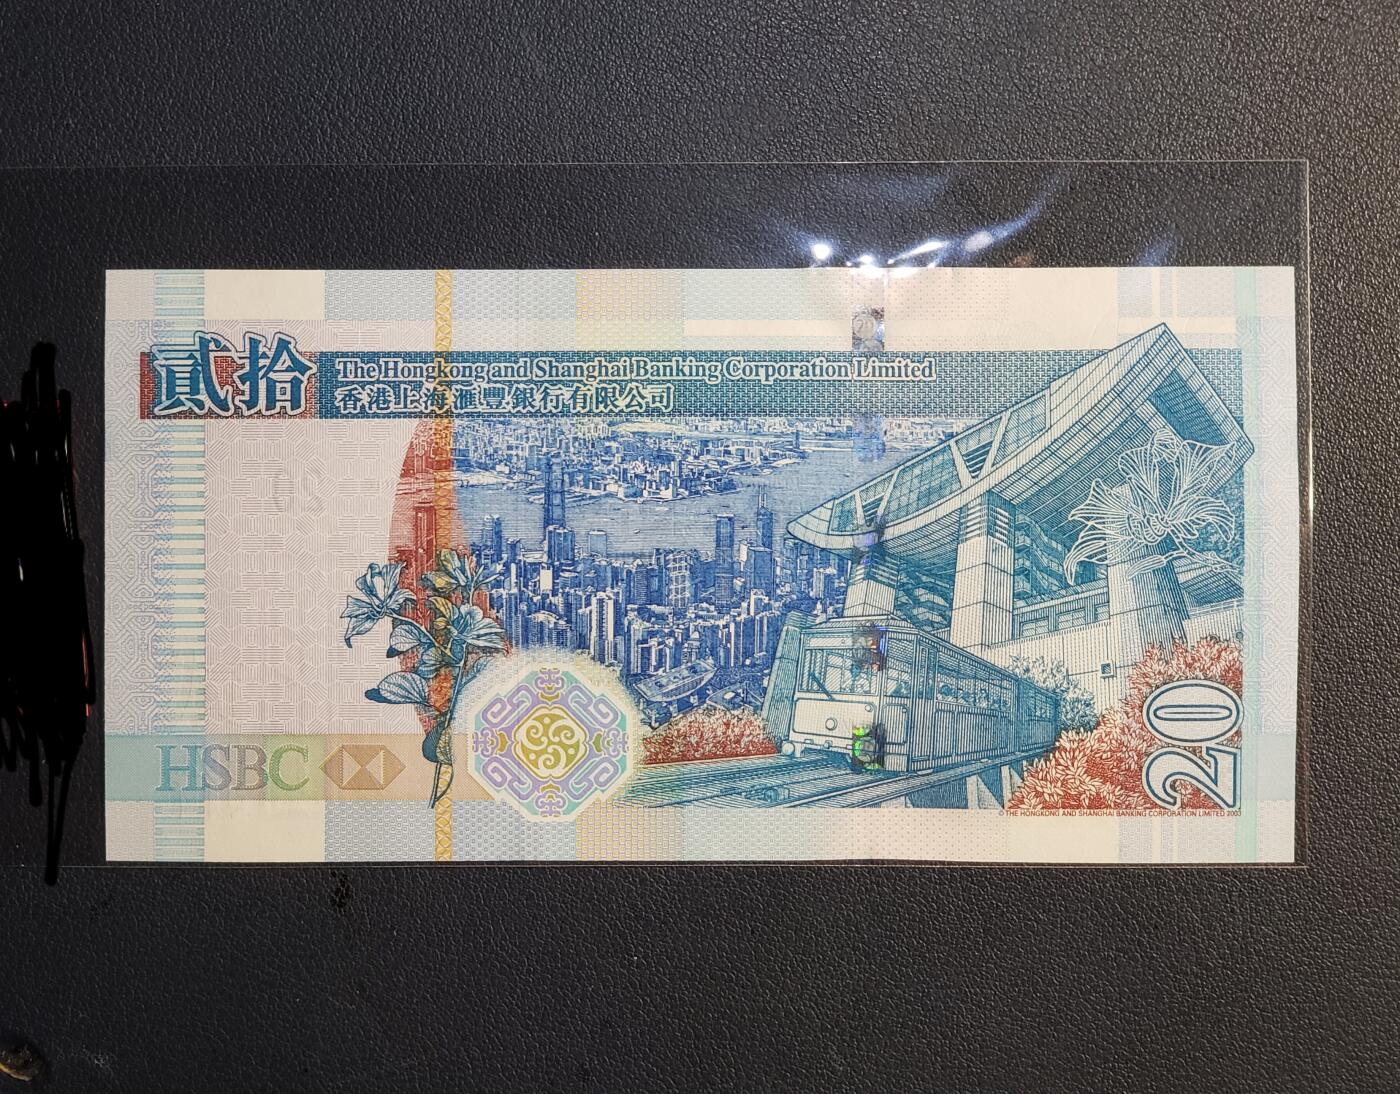 貳拾
The Hongkong and Shanghai Banking Corporation Limited
香港上海滙豐銀行有限公司
20
HSBC
20
© THE HONGKONG AND SHANGHAI BANKING CORPORATION LIMITED 2003